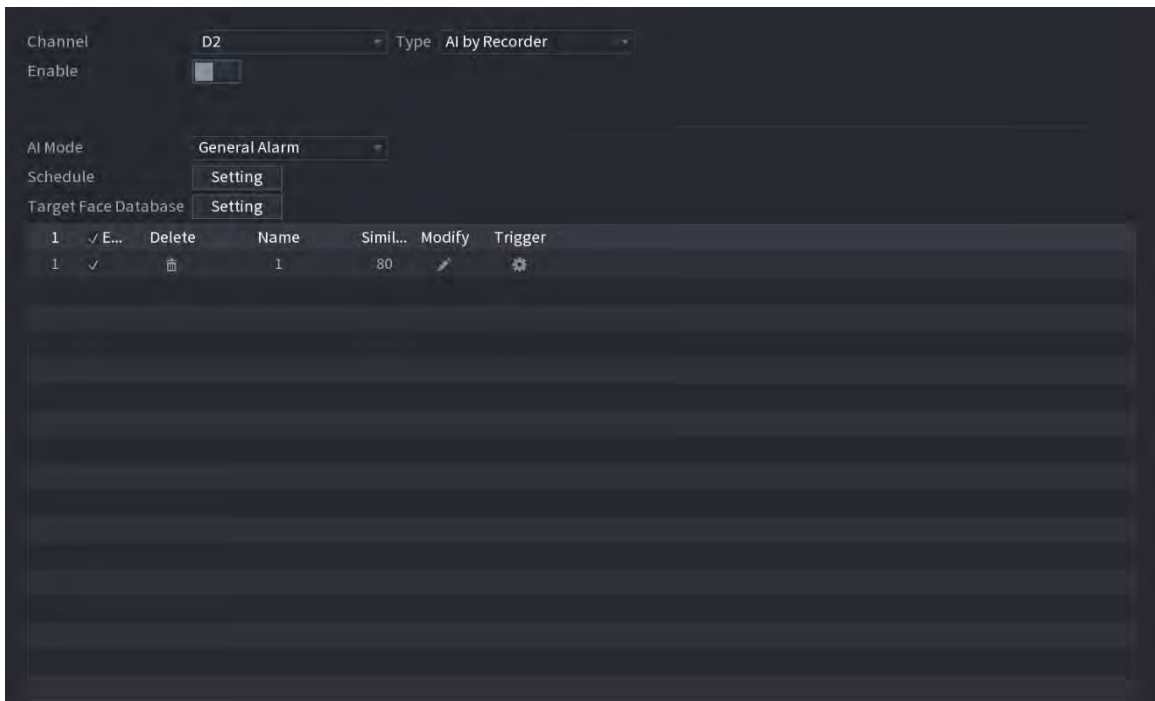 Channel D2 Type AI by Recorder
Enable
AI Mode General Alarm
Schedule Setting
Target Face Database Setting
1 ✓ E... Delete Name Simil... Modify Trigger
1 ✓ 1 80